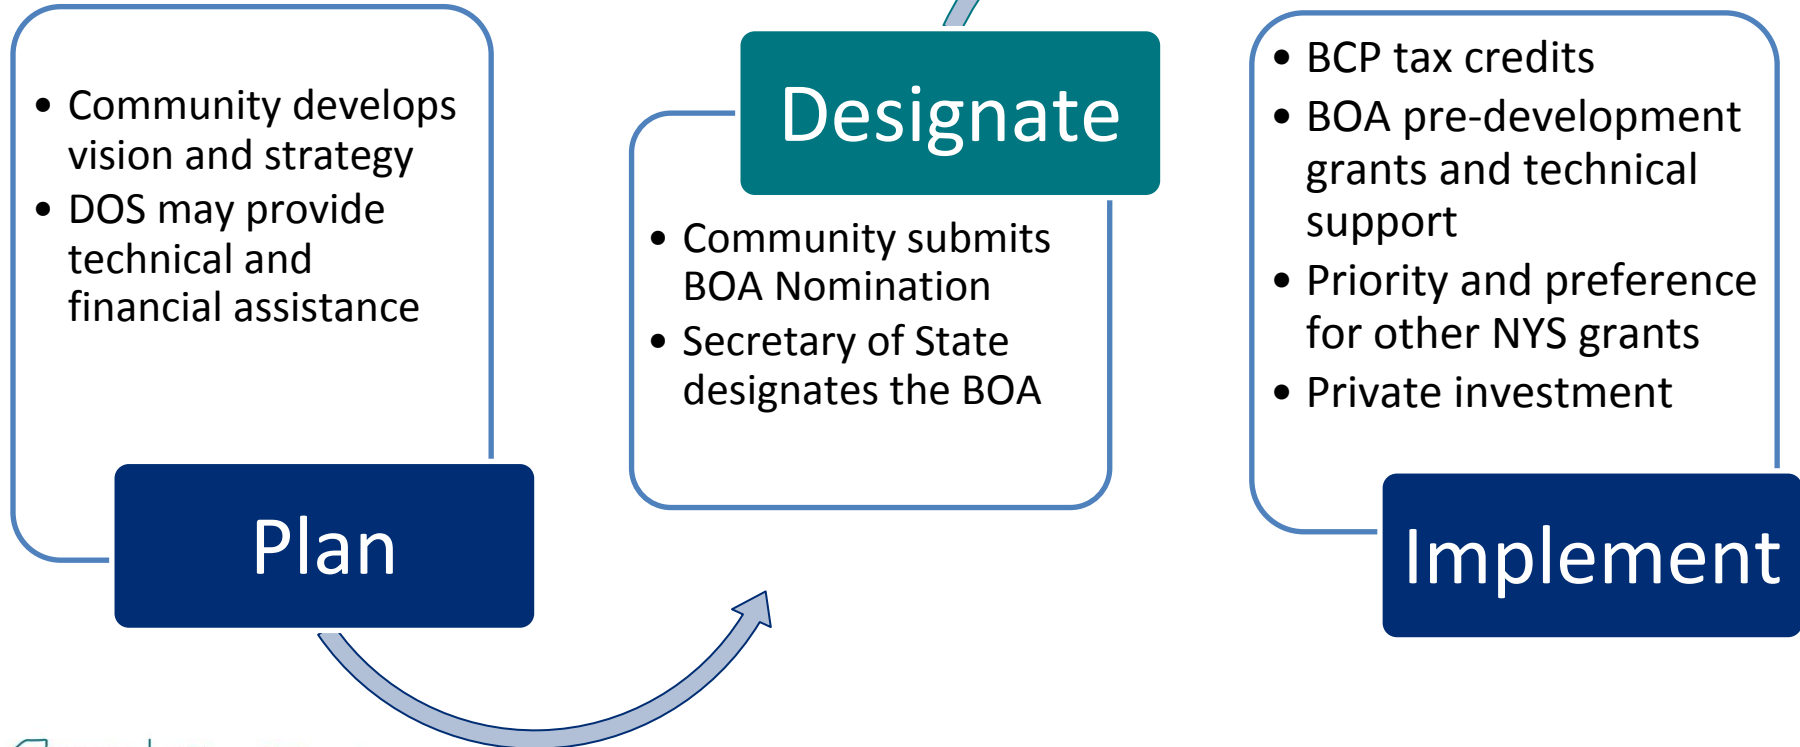 • Community develops
vision and strategy
• DOS may provide
technical and
financial assistance
Plan
Designate
• Community submits
BOA Nomination
• Secretary of State
designates the BOA
• BCP tax credits
• BOA pre-development
grants and technical
support
• Priority and preference
for other NYS grants
• Private investment
Implement